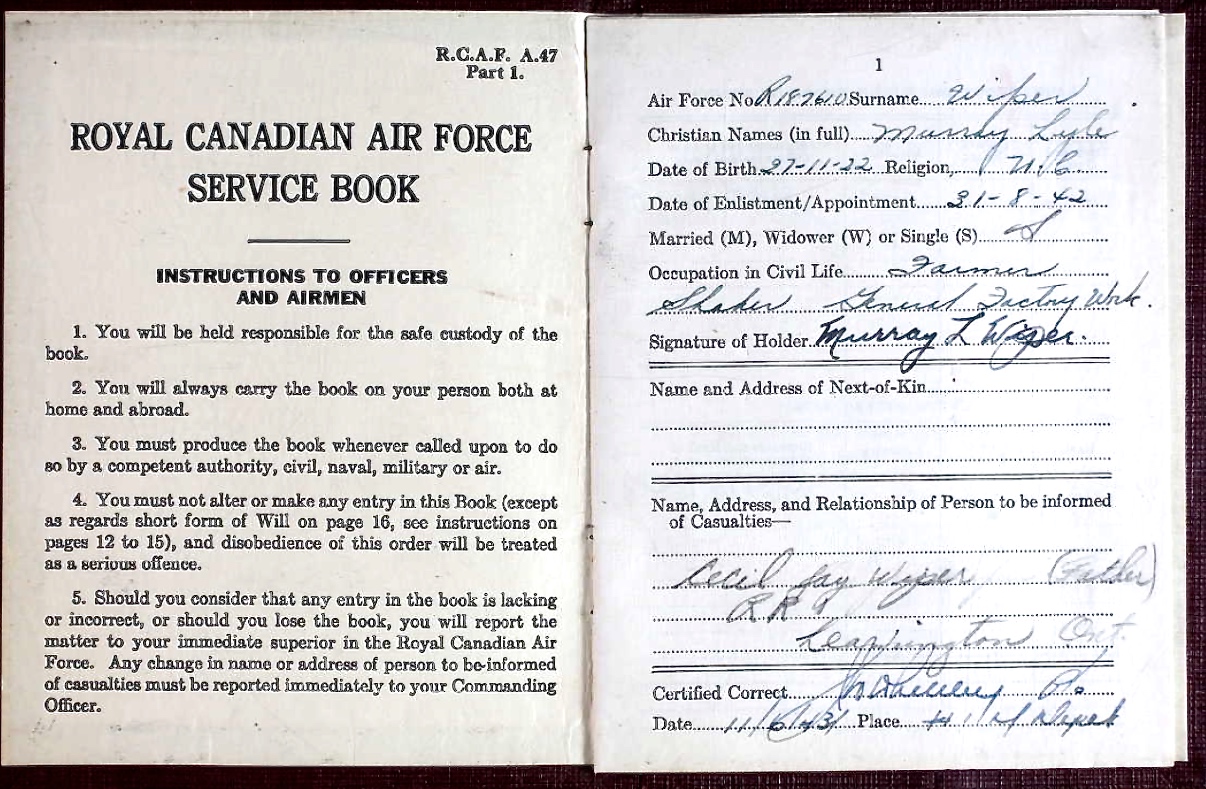 R.C.A.F. A.47
Part 1.
ROYAL CANADIAN AIR FORCE
SERVICE BOOK
INSTRUCTIONS TO OFFICERS
AND AIRMEN
1. You will be held responsible for the safe custody of the
book.
2. You will always carry the book on your person both at
home and abroad.
3. You must produce the book whenever called upon to do
so by a competent authority, civil, naval, military or air.
4. You must not alter or make any entry in this Book (except
as regards short form of Will on page 16, see instructions on
pages 12 to 15), and disobedience of this order will be treated
as a serious offence.
5. Should you consider that any entry in the book is lacking
or incorrect, or should you lose the book, you will report the
matter to your immediate superior in the Royal Canadian Air
Force. Any change in name or address of person to be informed
of casualties must be reported immediately to your Commanding
Officer.
1
Air Force No R187610 Surname Wiper
Christian Names (in full) Murray Lyle
Date of Birth 27-11-22 Religion, U.C
Date of Enlistment/Appointment 31-8-42
Married (M), Widower (W) or Single (S) S
Occupation in Civil Life Farmer
Shaker General Factory Work.
Signature of Holder Murray L Wiper.
Name and Address of Next-of-Kin
Name, Address, and Relationship of Person to be informed
of Casualties—
Cecil Jay Wiper (Father)
RR
Leamington Ont.
Certified Correct
Date 11/6/43 Place